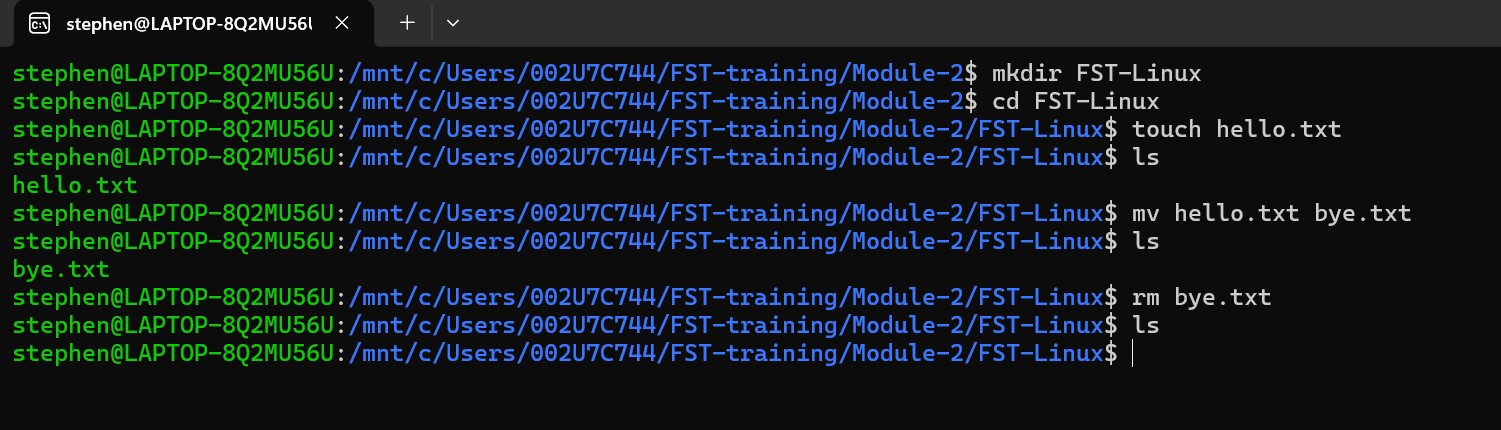 stephen@LAPTOP-8Q2MU56U
stephen@LAPTOP-8Q2MU56U:/mnt/c/Users/002U7C744/FST-training/Module-2$ mkdir FST-Linux
stephen@LAPTOP-8Q2MU56U:/mnt/c/Users/002U7C744/FST-training/Module-2$ cd FST-Linux
stephen@LAPTOP-8Q2MU56U:/mnt/c/Users/002U7C744/FST-training/Module-2/FST-Linux$ touch hello.txt
stephen@LAPTOP-8Q2MU56U:/mnt/c/Users/002U7C744/FST-training/Module-2/FST-Linux$ ls
hello.txt
stephen@LAPTOP-8Q2MU56U:/mnt/c/Users/002U7C744/FST-training/Module-2/FST-Linux$ mv hello.txt bye.txt
stephen@LAPTOP-8Q2MU56U:/mnt/c/Users/002U7C744/FST-training/Module-2/FST-Linux$ ls
bye.txt
stephen@LAPTOP-8Q2MU56U:/mnt/c/Users/002U7C744/FST-training/Module-2/FST-Linux$ rm bye.txt
stephen@LAPTOP-8Q2MU56U:/mnt/c/Users/002U7C744/FST-training/Module-2/FST-Linux$ ls
stephen@LAPTOP-8Q2MU56U:/mnt/c/Users/002U7C744/FST-training/Module-2/FST-Linux$